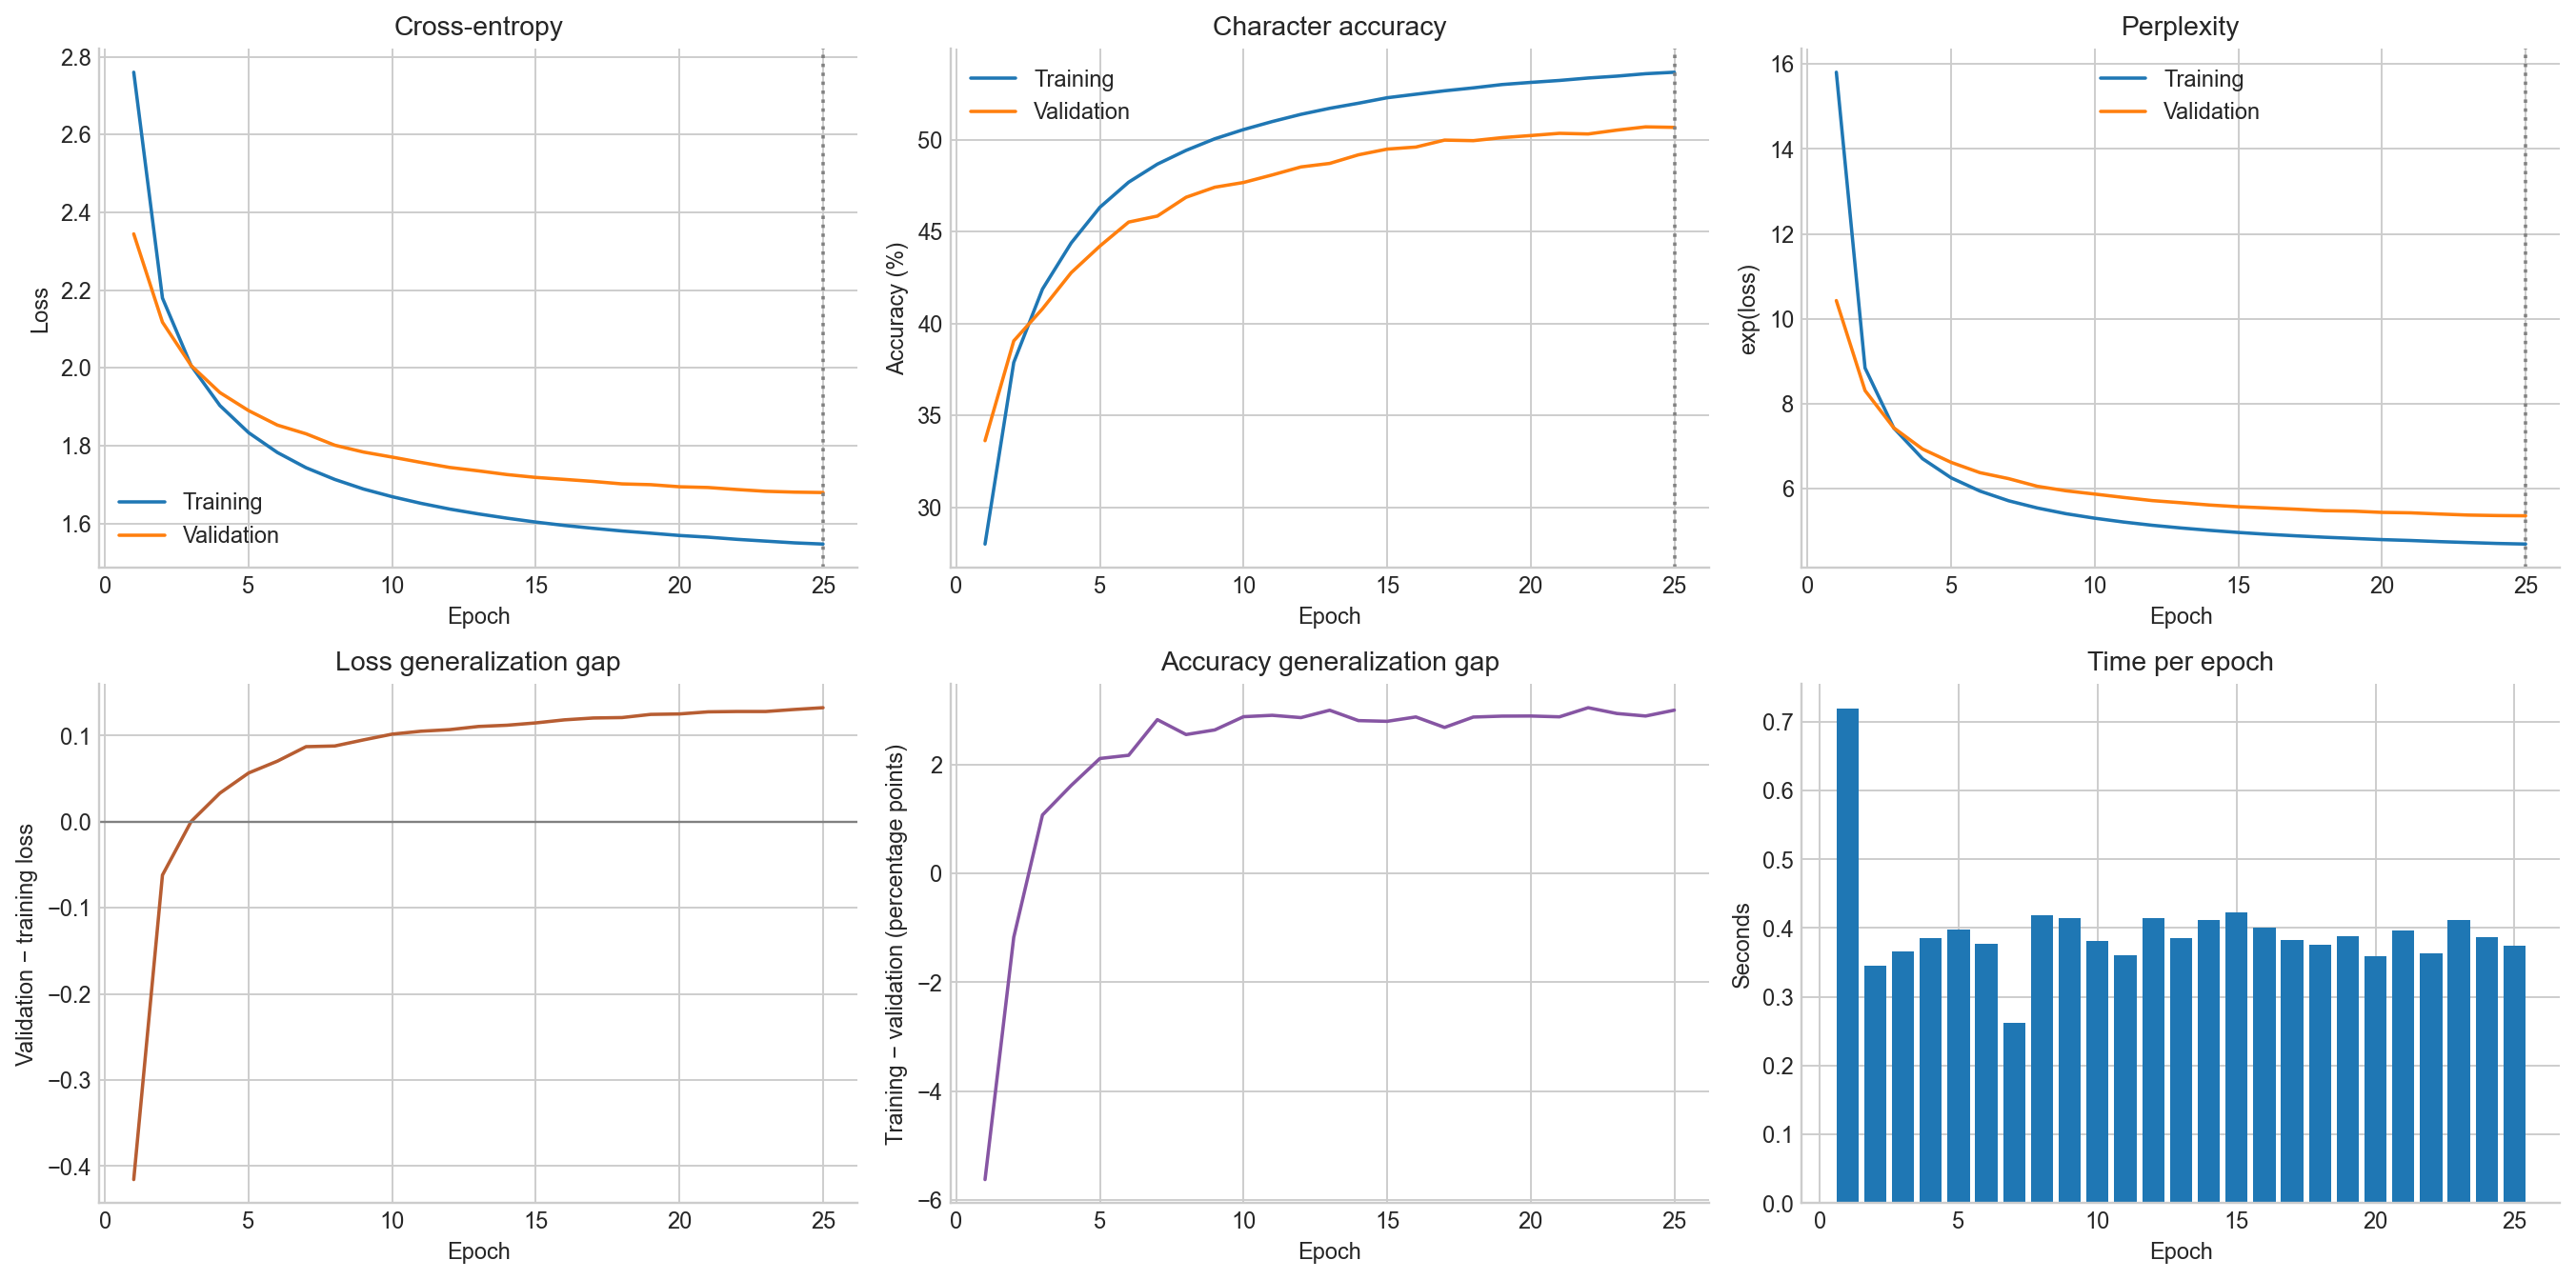 Cross-entropy
Loss
2.8
2.6
2.4
2.2
2.0
1.8
1.6
Training
Validation
0 5 10 15 20 25
Epoch
Character accuracy
Accuracy (%)
50
45
40
35
30
Training
Validation
0 5 10 15 20 25
Epoch
Perplexity
exp(loss)
16
14
12
10
8
6
Training
Validation
0 5 10 15 20 25
Epoch
Loss generalization gap
Validation − training loss
0.1
0.0
−0.1
−0.2
−0.3
−0.4
0 5 10 15 20 25
Epoch
Accuracy generalization gap
Training − validation (percentage points)
2
0
−2
−4
−6
0 5 10 15 20 25
Epoch
Time per epoch
Seconds
0.7
0.6
0.5
0.4
0.3
0.2
0.1
0.0
0 5 10 15 20 25
Epoch